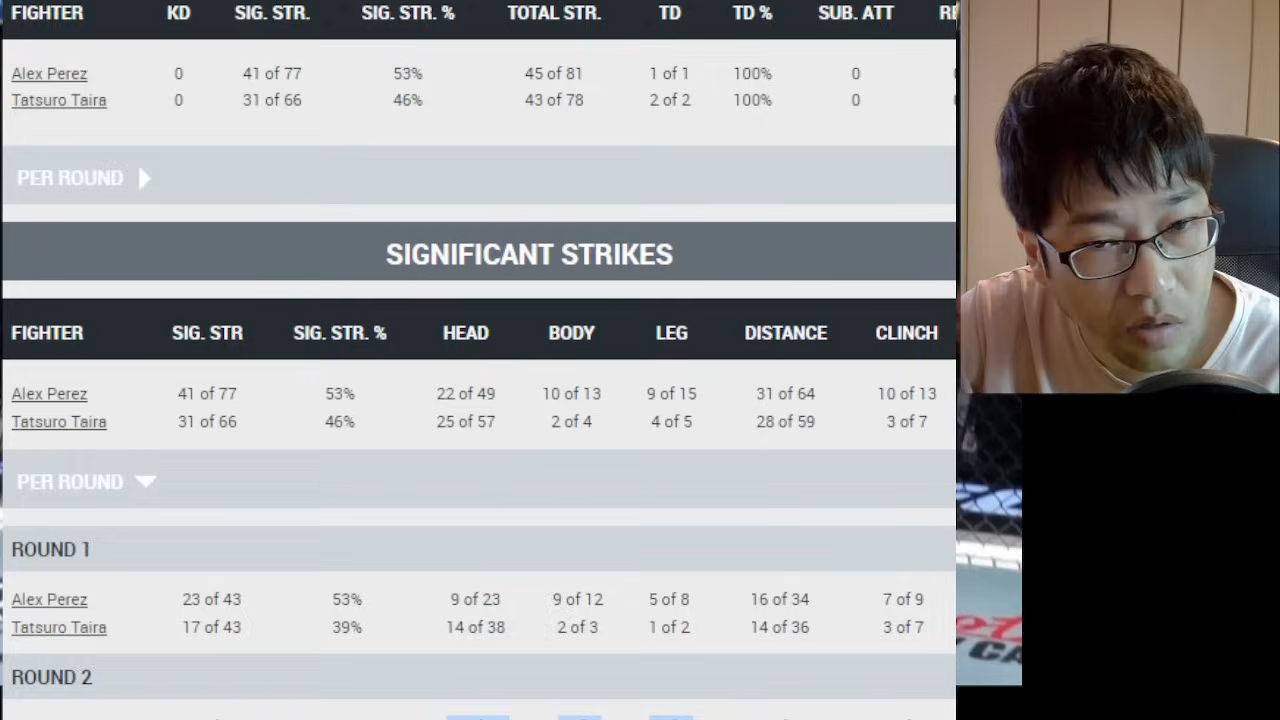 FIGHTER KD SIG. STR. SIG. STR. % TOTAL STR. TD TD % SUB. ATT
Alex Perez 0 41 of 77 53% 45 of 81 1 of 1 100% 0
Tatsuro Taira 0 31 of 66 46% 43 of 78 2 of 2 100% 0
PER ROUND
SIGNIFICANT STRIKES
FIGHTER SIG. STR SIG. STR. % HEAD BODY LEG DISTANCE CLINCH
Alex Perez 41 of 77 53% 22 of 49 10 of 13 9 of 15 31 of 64 10 of 13
Tatsuro Taira 31 of 66 46% 25 of 57 2 of 4 4 of 5 28 of 59 3 of 7
PER ROUND
ROUND 1
Alex Perez 23 of 43 53% 9 of 23 9 of 12 5 of 8 16 of 34 7 of 9
Tatsuro Taira 17 of 43 39% 14 of 38 2 of 3 1 of 2 14 of 36 3 of 7
ROUND 2